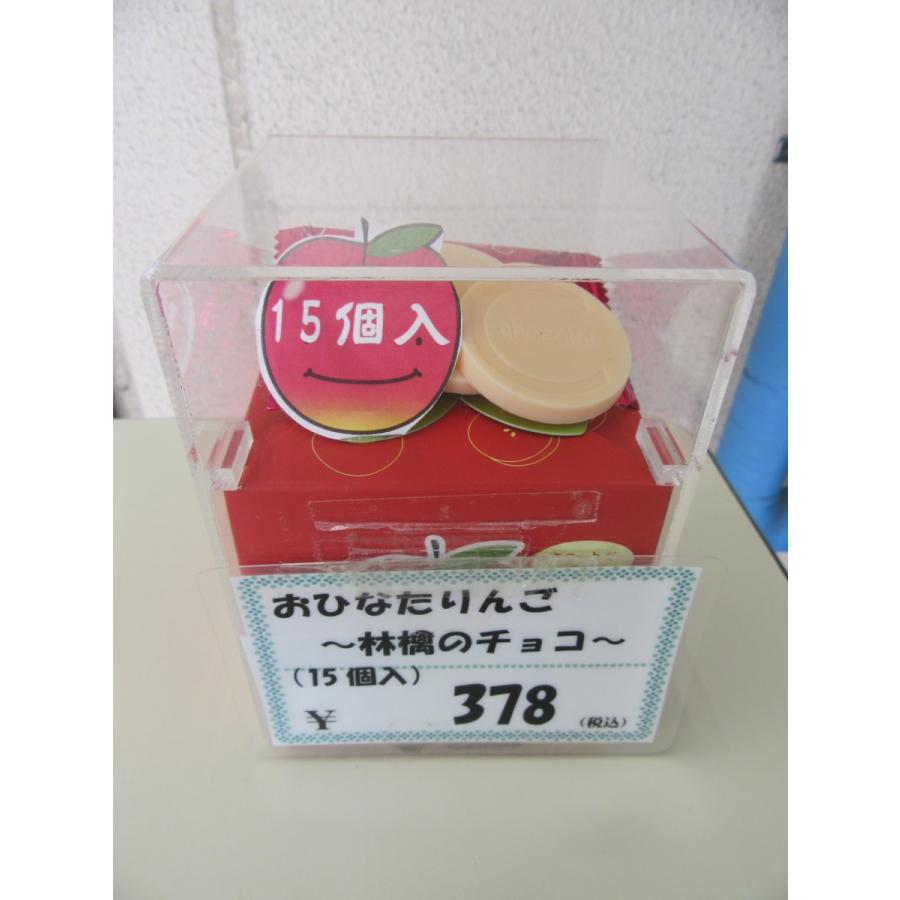 15個入
おひなたりんご
～林檎のチョコ～
(15個入)
¥ 378 (税込)